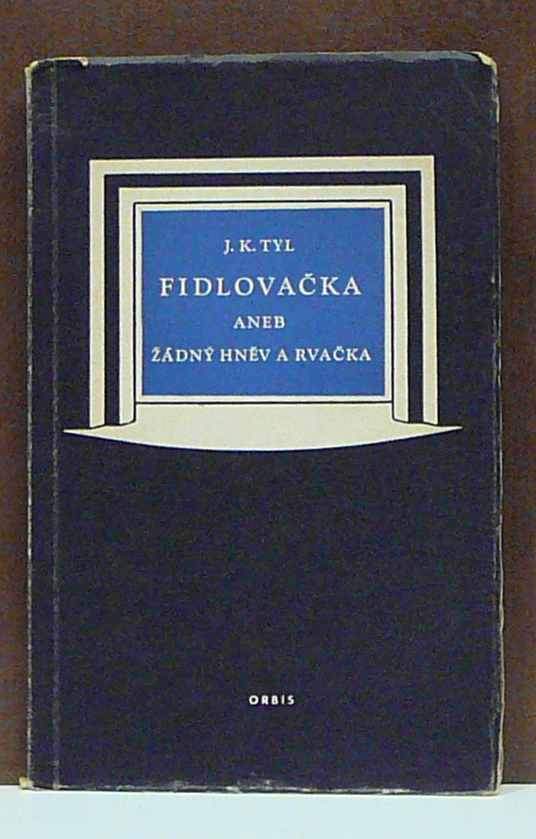 J. K. TYL
FIDLOVAČKA
ANEB
ŽÁDNÝ HNĚV A RVAČKA
ORBIS